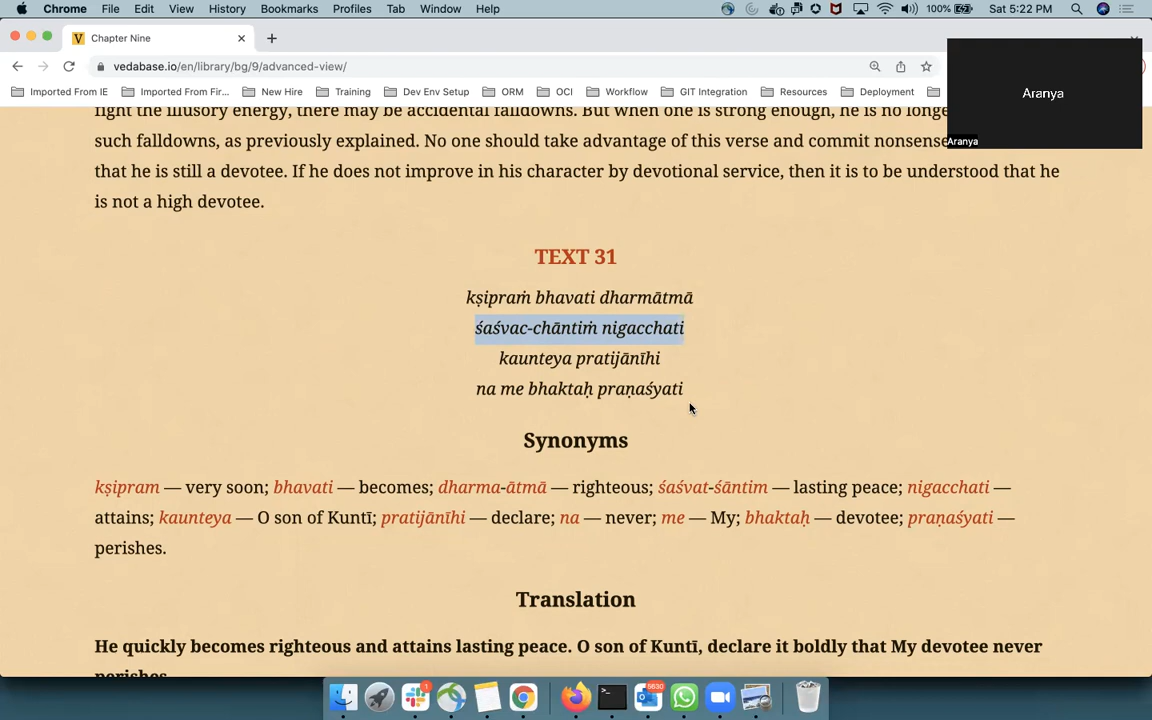 Chrome File Edit View History Bookmarks Profiles Tab Window Help 100% Sat 5:22 PM
Chapter Nine
vedabase.io/en/library/bg/9/advanced-view/
Imported From IE Imported From Fir... New Hire Training Dev Env Setup ORM OCI Workflow GIT Integration Resources Deployment
Aranya
Aranya
fight the illusory energy, there may be accidental falldowns. But when one is strong enough, he is no longe
such falldowns, as previously explained. No one should take advantage of this verse and commit nonsense
that he is still a devotee. If he does not improve in his character by devotional service, then it is to be understood that he
is not a high devotee.
TEXT 31
kṣipraṁ bhavati dharmātmā
śaśvac-chāntiṁ nigacchati
kaunteya pratijānīhi
na me bhaktaḥ praṇaśyati
Synonyms
kṣipram — very soon; bhavati — becomes; dharma-ātmā — righteous; śaśvat-śāntim — lasting peace; nigacchati —
attains; kaunteya — O son of Kuntī; pratijānīhi — declare; na — never; me — My; bhaktaḥ — devotee; praṇaśyati —
perishes.
Translation
He quickly becomes righteous and attains lasting peace. O son of Kuntī, declare it boldly that My devotee never
perishes.
1
5630